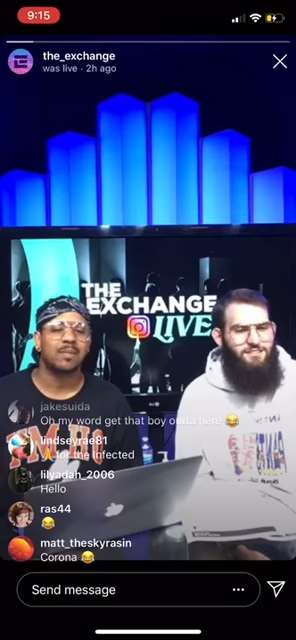 9:15
the_exchange
was live · 2h ago
THE
EXCHANGE
LIVE
jakesuida
Oh my word get that boy outta here 😂
lindseyrae81
for the infected
lilyadah_2006
Hello
ras44
😂
matt_theskyrasin
Corona 😂
Send message